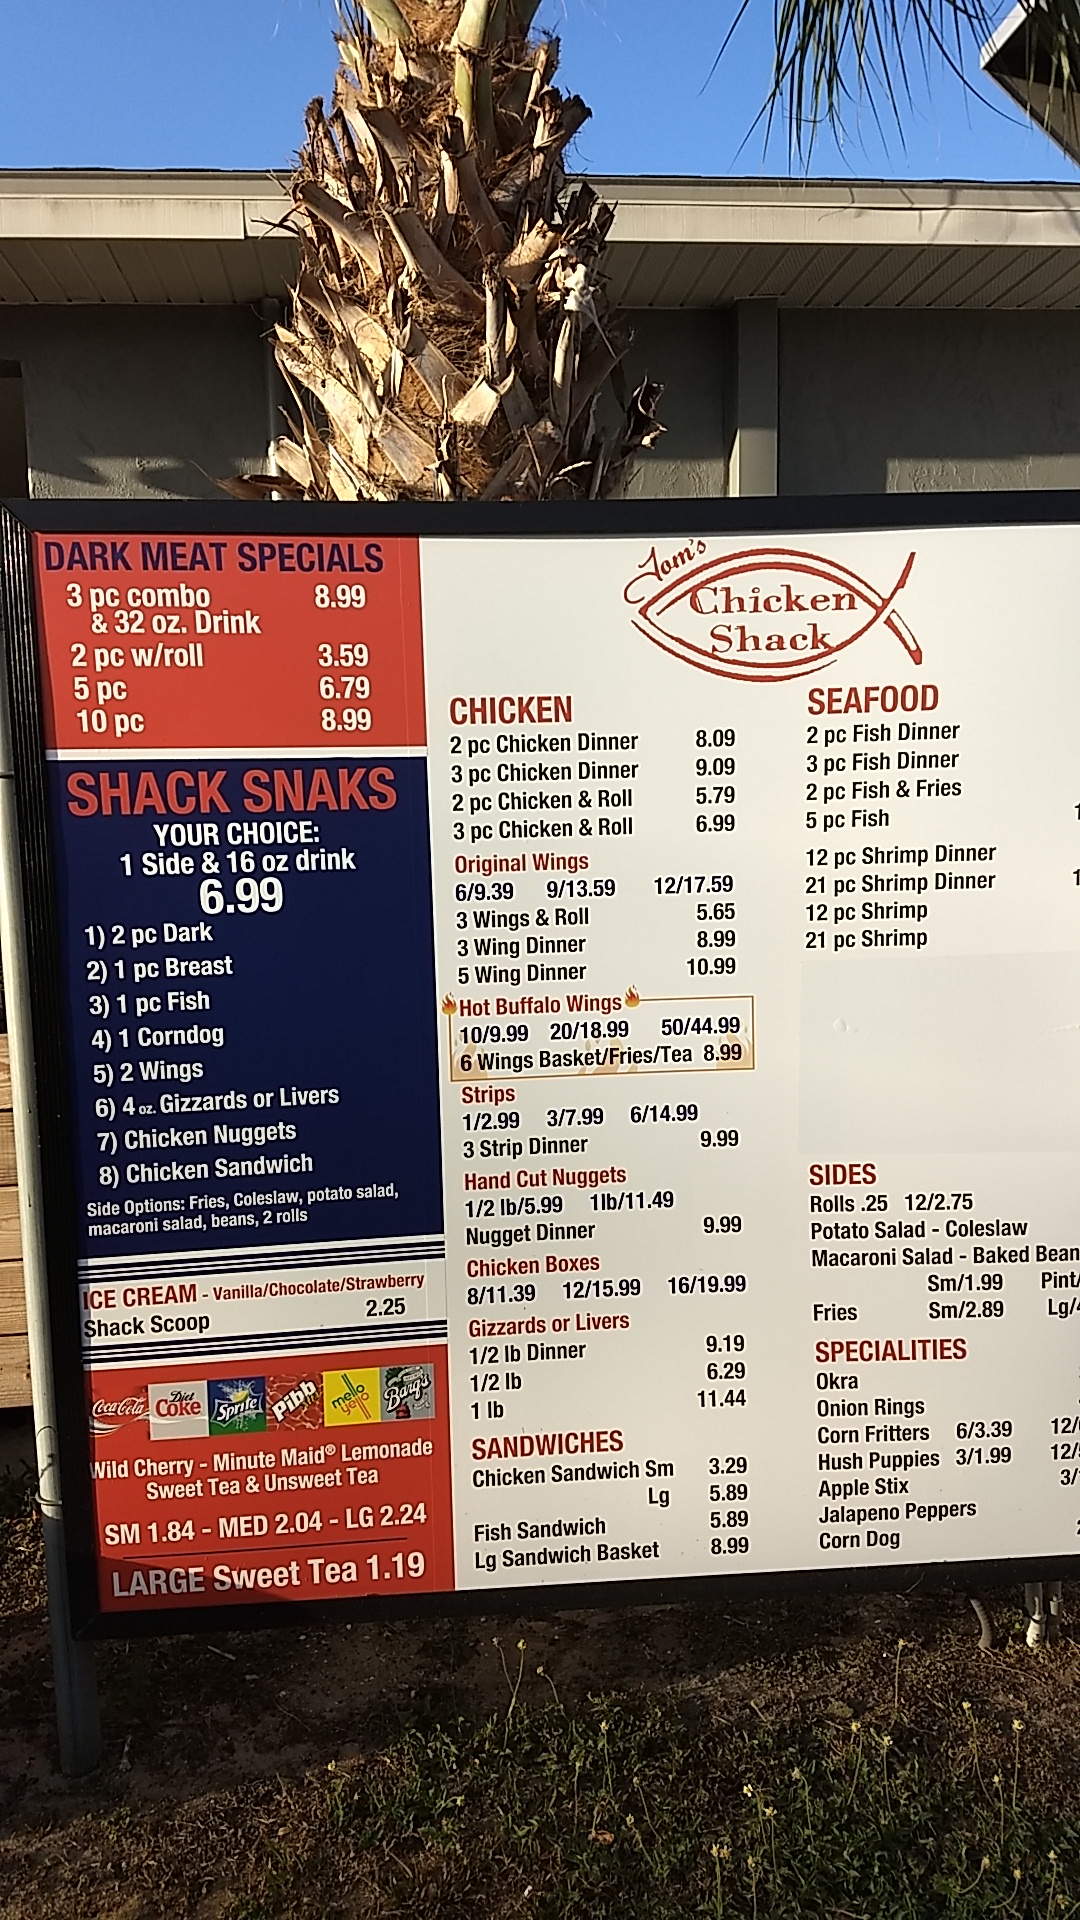 DARK MEAT SPECIALS
3 pc combo 8.99
& 32 oz. Drink
2 pc w/roll 3.59
5 pc 6.79
10 pc 8.99
SHACK SNAKS
YOUR CHOICE:
1 Side & 16 oz drink
6.99
1) 2 pc Dark
2) 1 pc Breast
3) 1 pc Fish
4) 1 Corndog
5) 2 Wings
6) 4 oz. Gizzards or Livers
7) Chicken Nuggets
8) Chicken Sandwich
Side Options: Fries, Coleslaw, potato salad,
macaroni salad, beans, 2 rolls
ICE CREAM - Vanilla/Chocolate/Strawberry
Shack Scoop 2.25
Coca-Cola Diet Coke Sprite Pibb mello yello Barq's
Wild Cherry - Minute Maid® Lemonade
Sweet Tea & Unsweet Tea
SM 1.84 - MED 2.04 - LG 2.24
LARGE Sweet Tea 1.19
Tom's
Chicken
Shack
CHICKEN
2 pc Chicken Dinner 8.09
3 pc Chicken Dinner 9.09
2 pc Chicken & Roll 5.79
3 pc Chicken & Roll 6.99
Original Wings
6/9.39 9/13.59 12/17.59
3 Wings & Roll 5.65
3 Wing Dinner 8.99
5 Wing Dinner 10.99
Hot Buffalo Wings
10/9.99 20/18.99 50/44.99
6 Wings Basket/Fries/Tea 8.99
Strips
1/2.99 3/7.99 6/14.99
3 Strip Dinner 9.99
Hand Cut Nuggets
1/2 lb/5.99 1lb/11.49
Nugget Dinner 9.99
Chicken Boxes
8/11.39 12/15.99 16/19.99
Gizzards or Livers
1/2 lb Dinner 9.19
1/2 lb 6.29
1 lb 11.44
SANDWICHES
Chicken Sandwich Sm 3.29
Lg 5.89
Fish Sandwich 5.89
Lg Sandwich Basket 8.99
SEAFOOD
2 pc Fish Dinner
3 pc Fish Dinner
2 pc Fish & Fries
5 pc Fish 1
12 pc Shrimp Dinner
21 pc Shrimp Dinner 1
12 pc Shrimp
21 pc Shrimp
SIDES
Rolls .25 12/2.75
Potato Salad - Coleslaw
Macaroni Salad - Baked Bean
Sm/1.99 Pint/
Fries Sm/2.89 Lg/
SPECIALITIES
Okra
Onion Rings
Corn Fritters 6/3.39 12/
Hush Puppies 3/1.99 12/
Apple Stix 3/
Jalapeno Peppers
Corn Dog